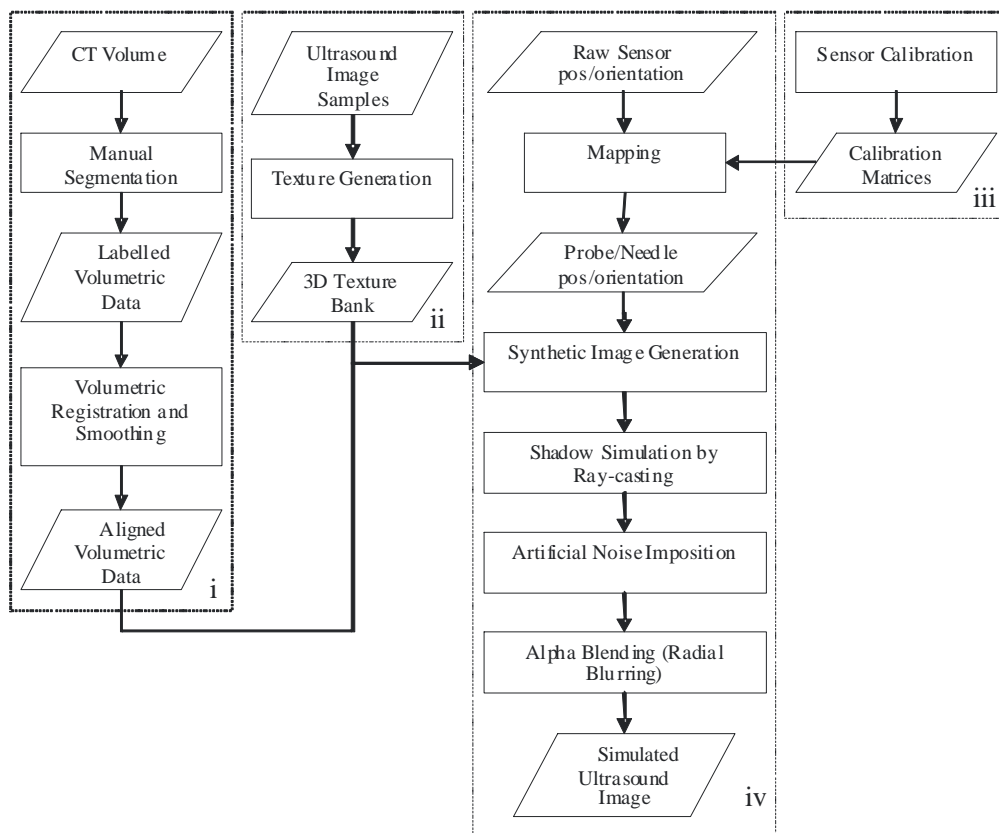 CT Volume
Manual
Segmentation
Labelled
Volumetric
Data
Volumetric
Registration and
Smoothing
Aligned
Volumetric
Data
i
Ultrasound
Image
Samples
Texture Generation
3D Texture
Bank
ii
Raw Sensor
pos/orientation
Mapping
Probe/Needle
pos/orientation
Synthetic Image Generation
Shadow Simulation by
Ray-casting
Artificial Noise Imposition
Alpha Blending (Radial
Blurring)
Simulated
Ultrasound
Image
iv
Sensor Calibration
Calibration
Matrices
iii